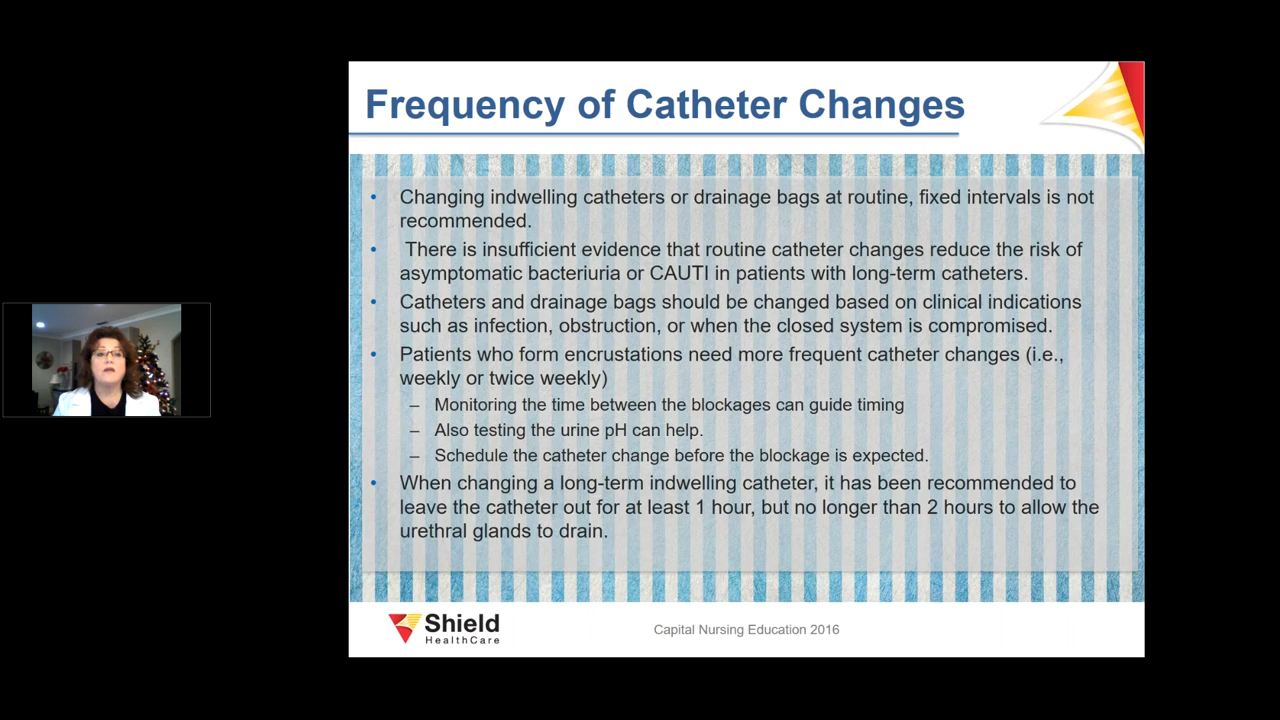 Frequency of Catheter Changes
• Changing indwelling catheters or drainage bags at routine, fixed intervals is not
recommended.
• There is insufficient evidence that routine catheter changes reduce the risk of
asymptomatic bacteriuria or CAUTI in patients with long-term catheters.
• Catheters and drainage bags should be changed based on clinical indications
such as infection, obstruction, or when the closed system is compromised.
• Patients who form encrustations need more frequent catheter changes (i.e.,
weekly or twice weekly)
– Monitoring the time between the blockages can guide timing
– Also testing the urine pH can help.
– Schedule the catheter change before the blockage is expected.
• When changing a long-term indwelling catheter, it has been recommended to
leave the catheter out for at least 1 hour, but no longer than 2 hours to allow the
urethral glands to drain.
Shield
HealthCare
Capital Nursing Education 2016